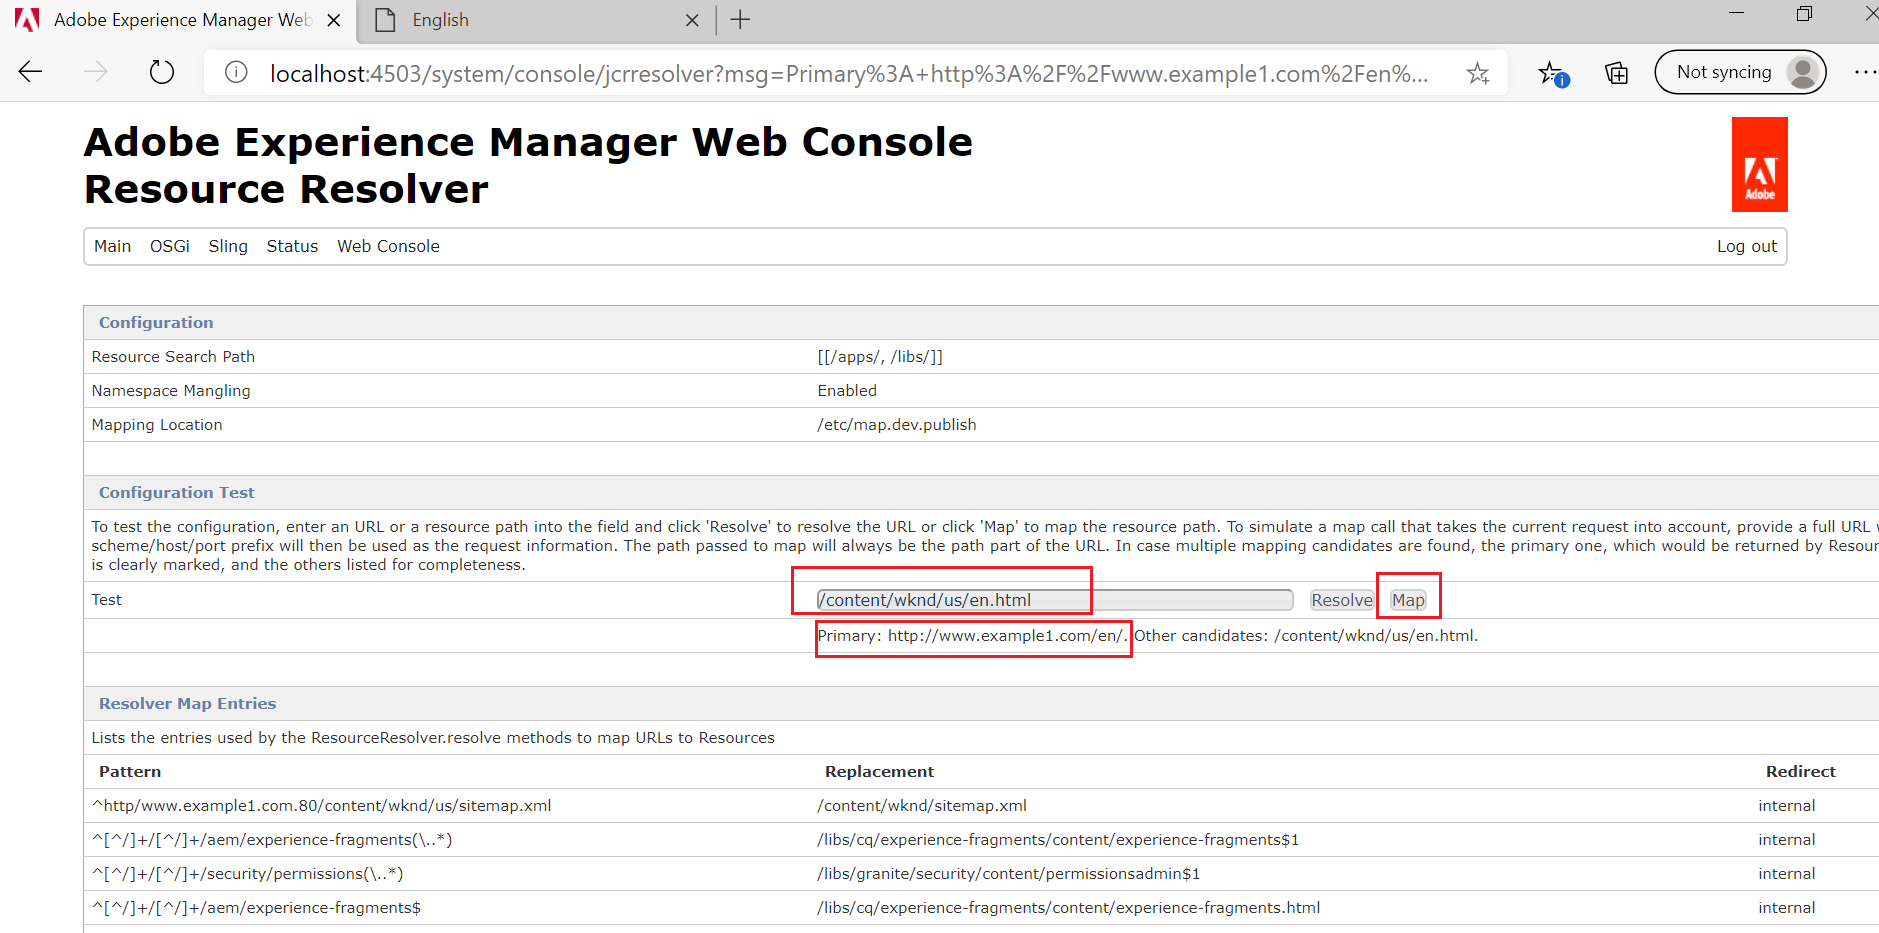 Adobe Experience Manager Web
English
localhost:4503/system/console/jcrresolver?msg=Primary%3A+http%3A%2F%2Fwww.example1.com%2Fen%...
Not syncing
Adobe Experience Manager Web Console
Resource Resolver
Adobe
Main OSGi Sling Status Web Console Log out
Configuration
Resource Search Path [[/apps/, /libs/]]
Namespace Mangling Enabled
Mapping Location /etc/map.dev.publish
Configuration Test
To test the configuration, enter an URL or a resource path into the field and click 'Resolve' to resolve the URL or click 'Map' to map the resource path. To simulate a map call that takes the current request into account, provide a full URL
scheme/host/port prefix will then be used as the request information. The path passed to map will always be the path part of the URL. In case multiple mapping candidates are found, the primary one, which would be returned by
is clearly marked, and the others listed for completeness.
Test /content/wknd/us/en.html Resolve Map
Primary: http://www.example1.com/en/. Other candidates: /content/wknd/us/en.html.
Resolver Map Entries
Lists the entries used by the ResourceResolver.resolve methods to map URLs to Resources
Pattern Replacement Redirect
^http/www.example1.com.80/content/wknd/us/sitemap.xml /content/wknd/sitemap.xml internal
^[^/]+/[^/]+/aem/experience-fragments(\..*) /libs/cq/experience-fragments/content/experience-fragments$1 internal
^[^/]+/[^/]+/security/permissions(\..*) /libs/granite/security/content/permissionsadmin$1 internal
^[^/]+/[^/]+/aem/experience-fragments$ /libs/cq/experience-fragments/content/experience-fragments.html internal